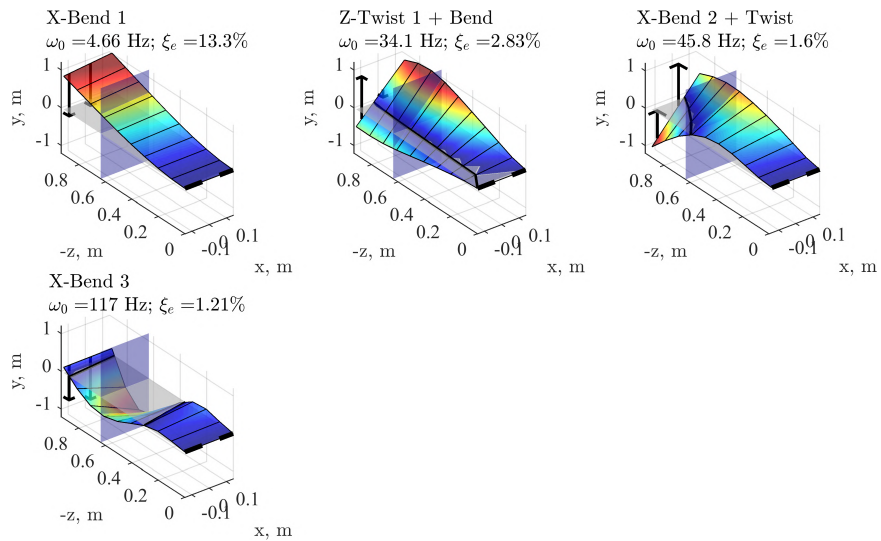 X-Bend 1
ω₀ =4.66 Hz; ξₑ =13.3%
1
0
-1
y, m
0.8
0.6
0.4
0.2
0
-z, m
-0.1
0
0.1
x, m
Z-Twist 1 + Bend
ω₀ =34.1 Hz; ξₑ =2.83%
1
0
-1
y, m
0.8
0.6
0.4
0.2
0
-z, m
-0.1
0
0.1
x, m
X-Bend 2 + Twist
ω₀ =45.8 Hz; ξₑ =1.6%
1
0
-1
y, m
0.8
0.6
0.4
0.2
0
-z, m
-0.1
0
0.1
x, m
X-Bend 3
ω₀ =117 Hz; ξₑ =1.21%
1
0
-1
y, m
0.8
0.6
0.4
0.2
0
-z, m
-0.1
0
0.1
x, m